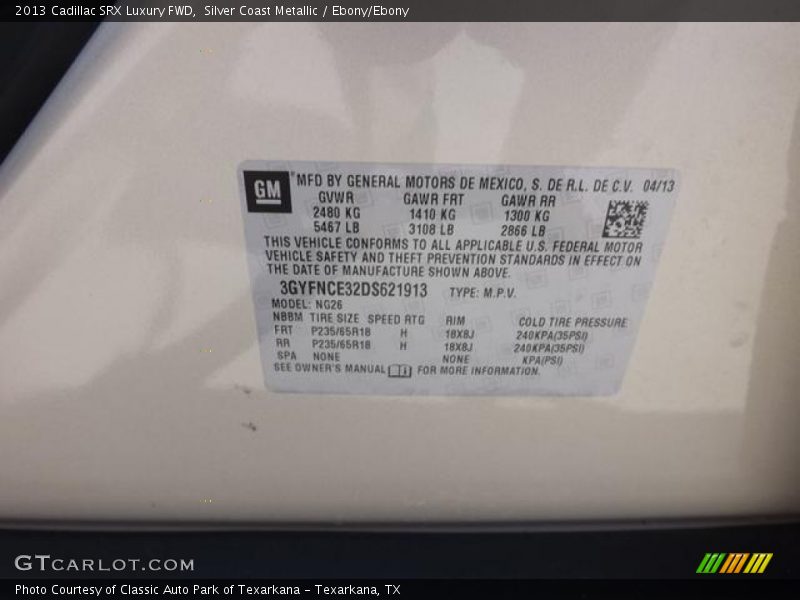 2013 Cadillac SRX Luxury FWD,  Silver Coast Metallic / Ebony/Ebony
GM ® MFD BY GENERAL MOTORS DE MEXICO, S. DE R.L. DE C.V. 04/13
GVWR GAWR FRT GAWR RR
2480 KG 1410 KG 1300 KG
5467 LB 3108 LB 2866 LB
THIS VEHICLE CONFORMS TO ALL APPLICABLE U.S. FEDERAL MOTOR
VEHICLE SAFETY AND THEFT PREVENTION STANDARDS IN EFFECT ON
THE DATE OF MANUFACTURE SHOWN ABOVE.
3GYFNCE32DS621913 TYPE: M.P.V.
MODEL: NG26
NBBM TIRE SIZE SPEED RTG RIM COLD TIRE PRESSURE
FRT P235/65R18 H 18X8J 240KPA(35PSI)
RR P235/65R18 H 18X8J 240KPA(35PSI)
SPA NONE NONE KPA(PSI)
SEE OWNER'S MANUAL FOR MORE INFORMATION.
GTCARLOT.COM
Photo Courtesy of Classic Auto Park of Texarkana - Texarkana, TX